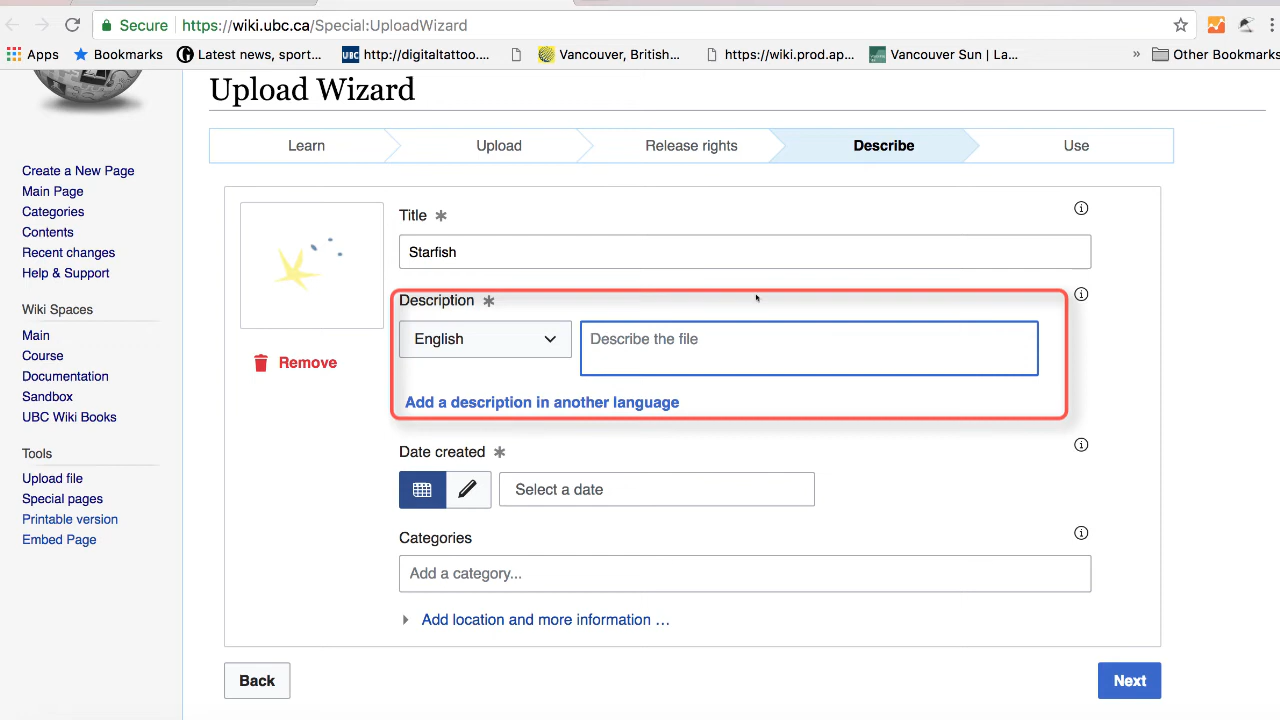 Secure https://wiki.ubc.ca/Special:UploadWizard
Apps Bookmarks Latest news, sport... UBC http://digitaltattoo.... Vancouver, British... https://wiki.prod.ap... Vancouver Sun | La... » Other Bookmarks
Upload Wizard
Learn Upload Release rights Describe Use
Create a New Page
Main Page
Categories
Contents
Recent changes
Help & Support
Wiki Spaces
Main
Course
Documentation
Sandbox
UBC Wiki Books
Tools
Upload file
Special pages
Printable version
Embed Page
Remove
Title ✱
Starfish
Description ✱
English Describe the file
Add a description in another language
Date created ✱
Select a date
Categories
Add a category...
Add location and more information …
Back Next